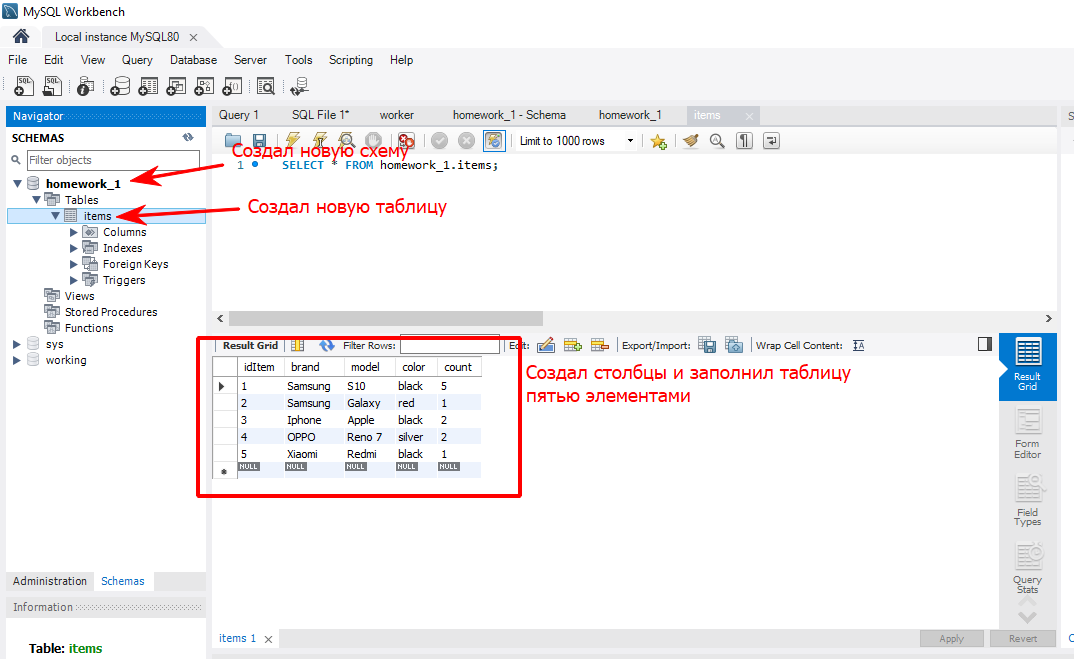 MySQL Workbench
Local instance MySQL80
File Edit View Query Database Server Tools Scripting Help
Navigator
SCHEMAS
Filter objects
homework_1
Tables
items
Columns
Indexes
Foreign Keys
Triggers
Views
Stored Procedures
Functions
sys
working
Administration Schemas
Information
Table: items
Query 1 SQL File 1* worker homework_1 - Schema homework_1 items
Limit to 1000 rows
Создал новую схему
1 SELECT * FROM homework_1.items;
Создал новую таблицу
Result Grid Filter Rows: Edit: Export/Import: Wrap Cell Content:
idItem brand model color count
1 Samsung S10 black 5
2 Samsung Galaxy red 1
3 Iphone Apple black 2
4 OPPO Reno 7 silver 2
5 Xiaomi Redmi black 1
NULL NULL NULL NULL NULL
Создал столбцы и заполнил таблицу
пятью элементами
Result
Grid
Form
Editor
Field
Types
Query
Stats
items 1
Apply Revert